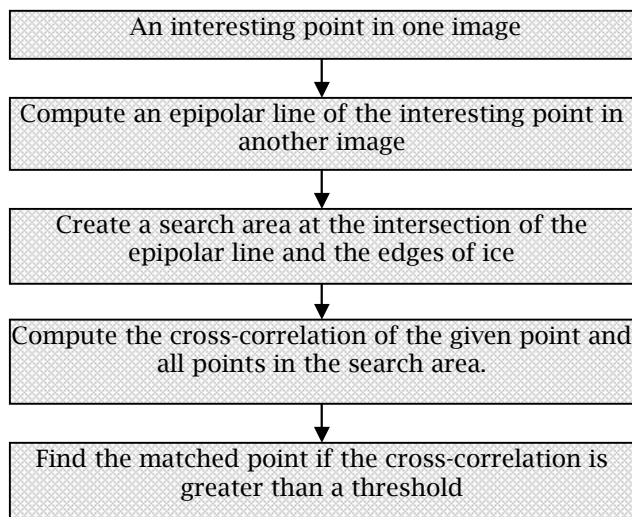 An interesting point in one image
Compute an epipolar line of the interesting point in
another image
Create a search area at the intersection of the
epipolar line and the edges of ice
Compute the cross-correlation of the given point and
all points in the search area.
Find the matched point if the cross-correlation is
greater than a threshold